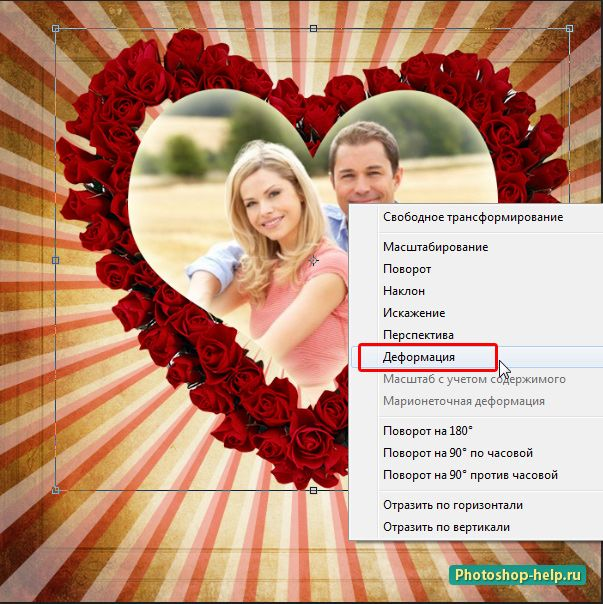 Свободное трансформирование
Масштабирование
Поворот
Наклон
Искажение
Перспектива
Деформация
Масштаб с учетом содержимого
Марионеточная деформация
Поворот на 180°
Поворот на 90° по часовой
Поворот на 90° против часовой
Отразить по горизонтали
Отразить по вертикали
Photoshop-help.ru